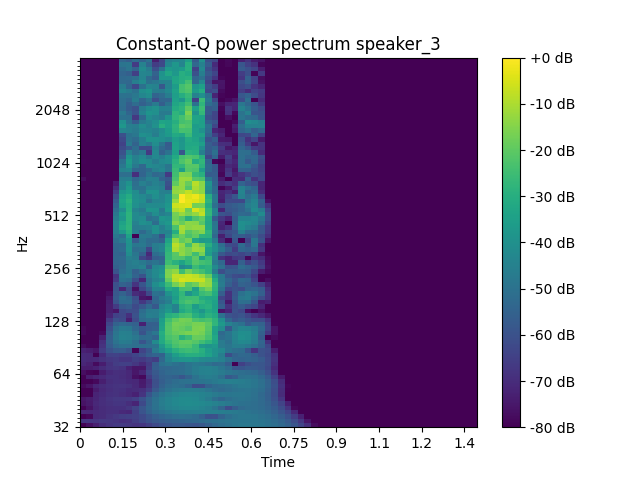 Constant-Q power spectrum speaker_3
Hz
2048
1024
512
256
128
64
32
0 0.15 0.3 0.45 0.6 0.75 0.9 1.1 1.2 1.4
Time
+0 dB
-10 dB
-20 dB
-30 dB
-40 dB
-50 dB
-60 dB
-70 dB
-80 dB